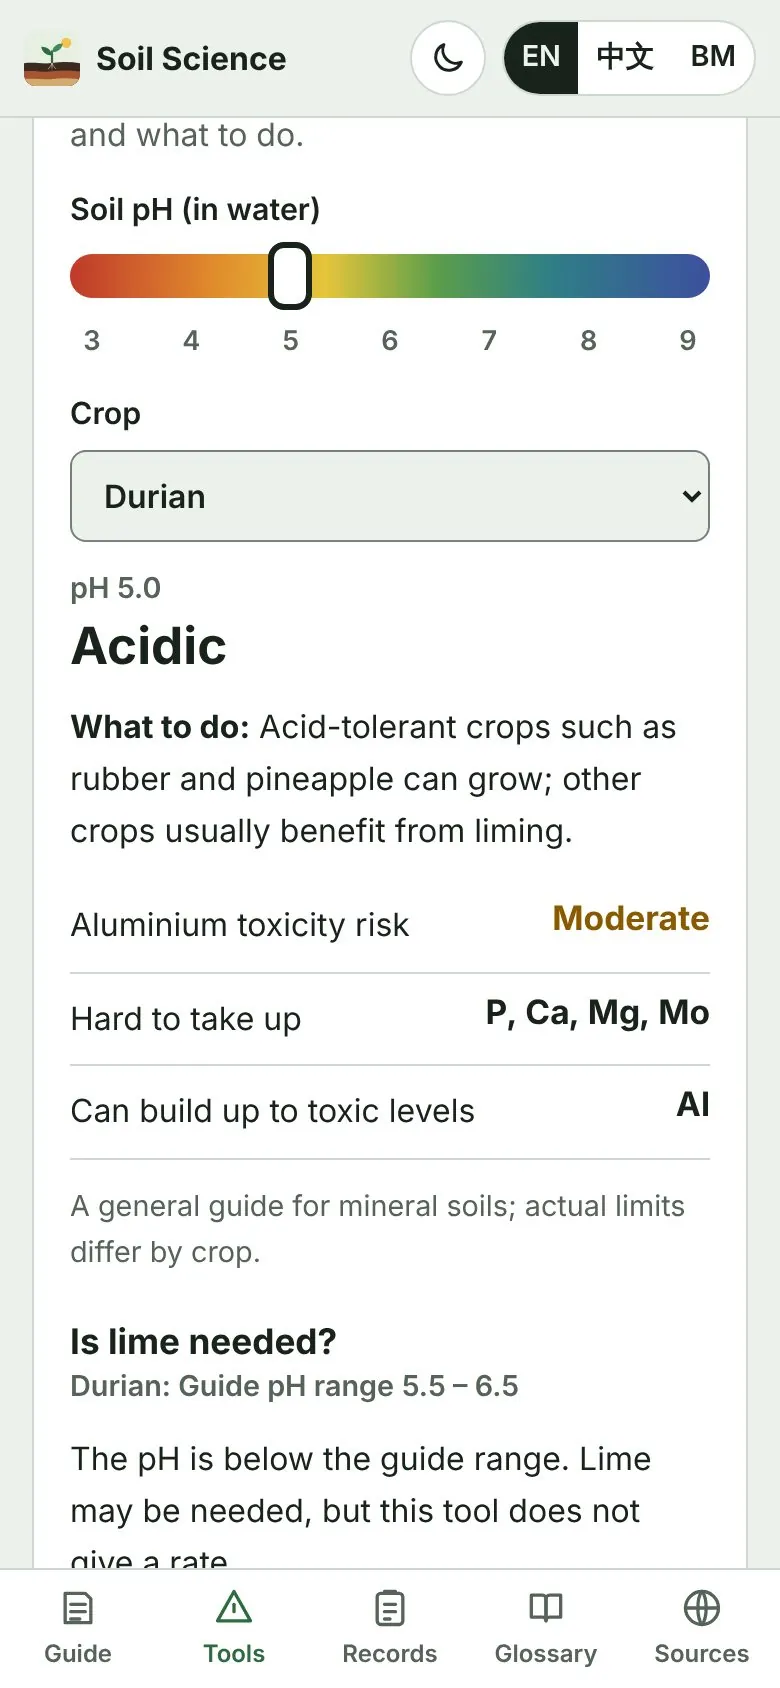 Soil Science
EN 中文 BM
and what to do.
Soil pH (in water)
3 4 5 6 7 8 9
Crop
Durian
pH 5.0
Acidic
What to do: Acid-tolerant crops such as
rubber and pineapple can grow; other
crops usually benefit from liming.
Aluminium toxicity risk Moderate
Hard to take up P, Ca, Mg, Mo
Can build up to toxic levels Al
A general guide for mineral soils; actual limits
differ by crop.
Is lime needed?
Durian: Guide pH range 5.5 – 6.5
The pH is below the guide range. Lime
may be needed, but this tool does not
give a rate
Guide Tools Records Glossary Sources